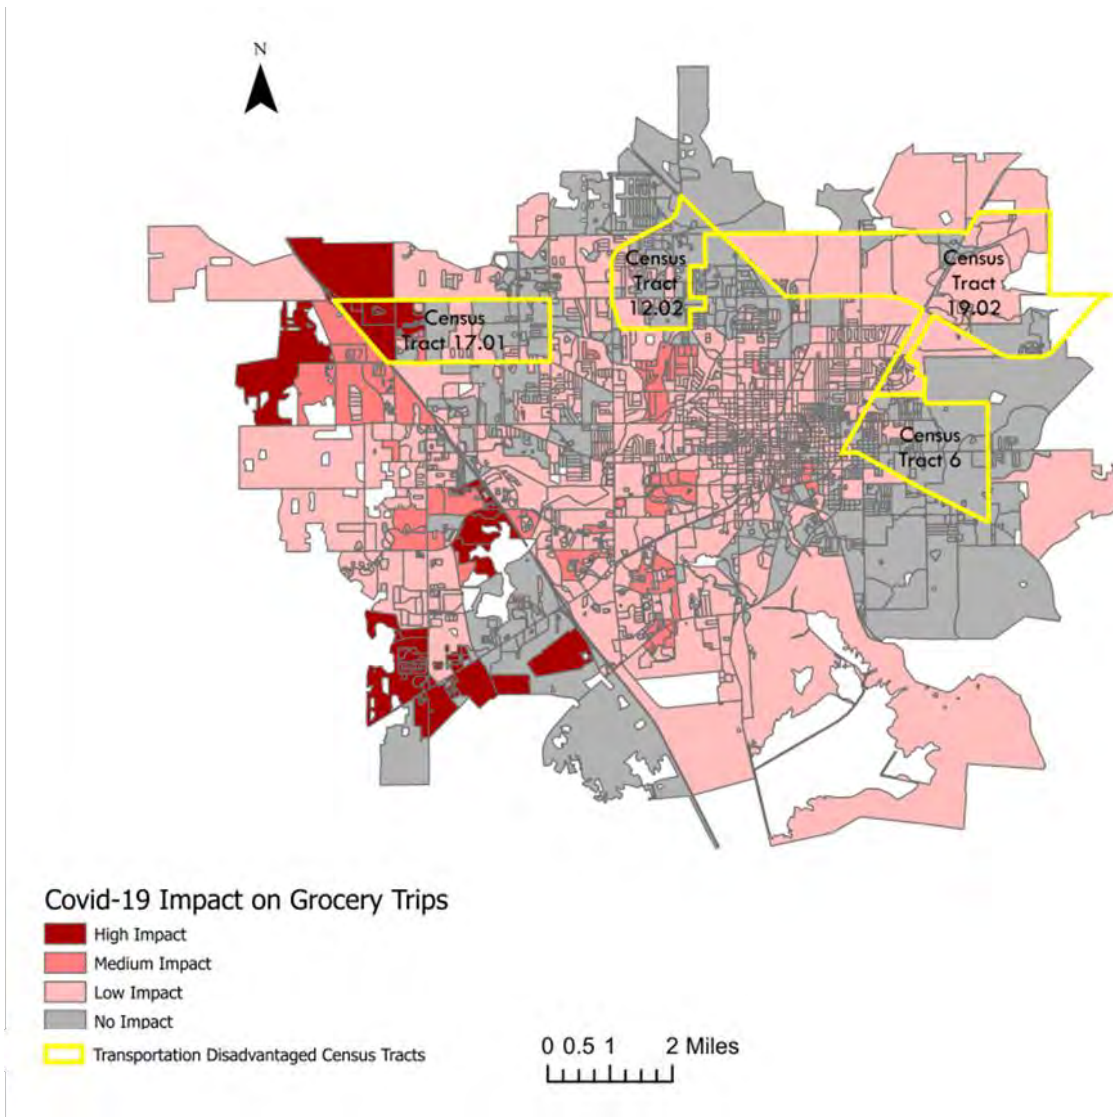 N
Census
Tract
12.02
Census
Tract
19.02
Census
Tract 17.01
Census
Tract 6
Covid-19 Impact on Grocery Trips
High Impact
Medium Impact
Low Impact
No Impact
Transportation Disadvantaged Census Tracts
0 0.5 1 2 Miles